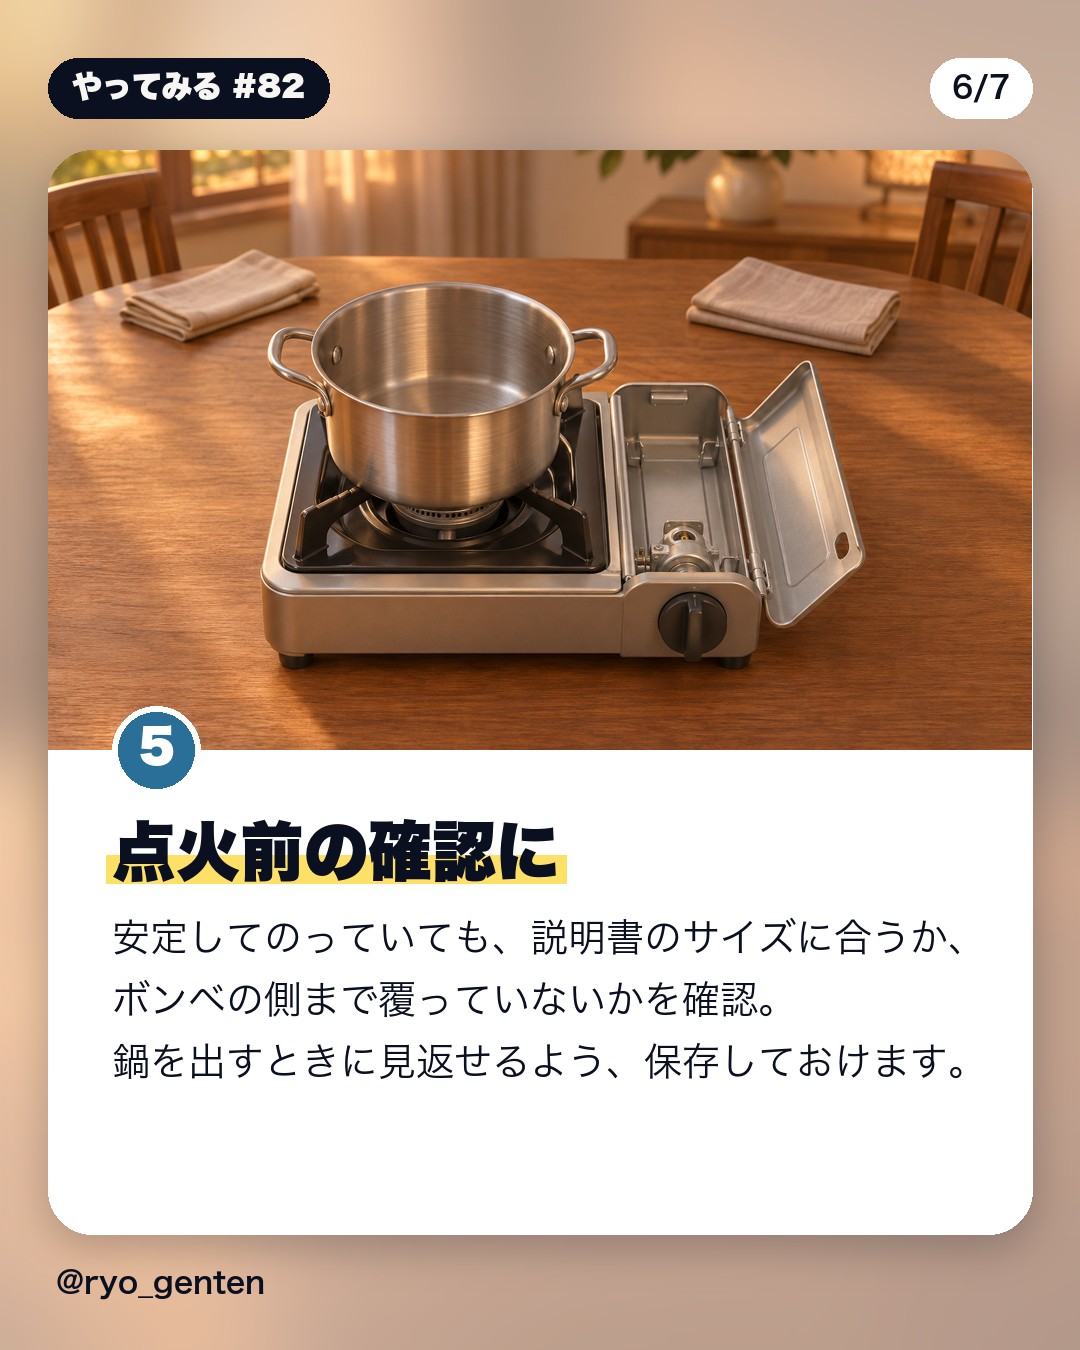 やってみる #82
6/7
5
点火前の確認に
安定してのっていても、説明書のサイズに合うか、
ボンベの側まで覆っていないかを確認。
鍋を出すときに見返せるよう、保存しておけます。
@ryo_genten